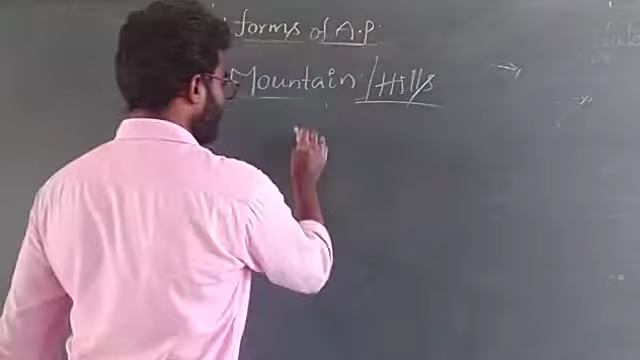 forms of A.P
Mountain / Hills →